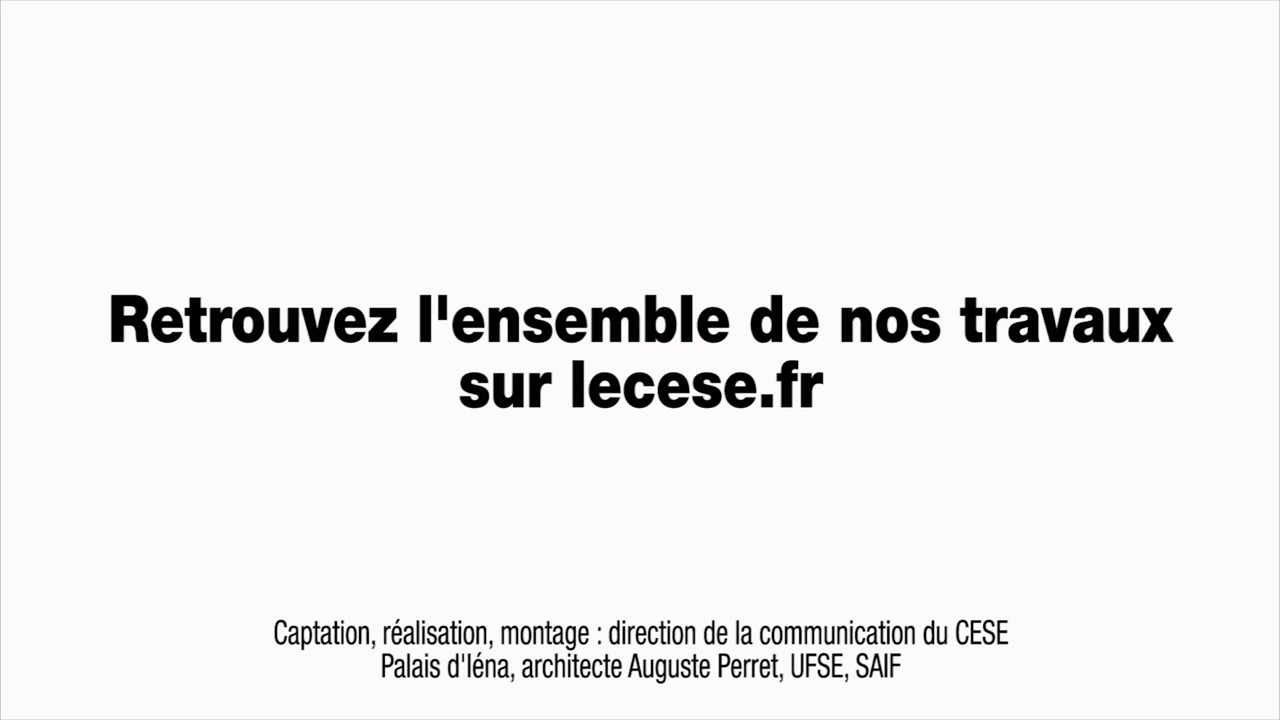 Retrouvez l'ensemble de nos travaux
sur lecese.fr
Captation, réalisation, montage : direction de la communication du CESE
Palais d'Iéna, architecte Auguste Perret, UFSE, SAIF